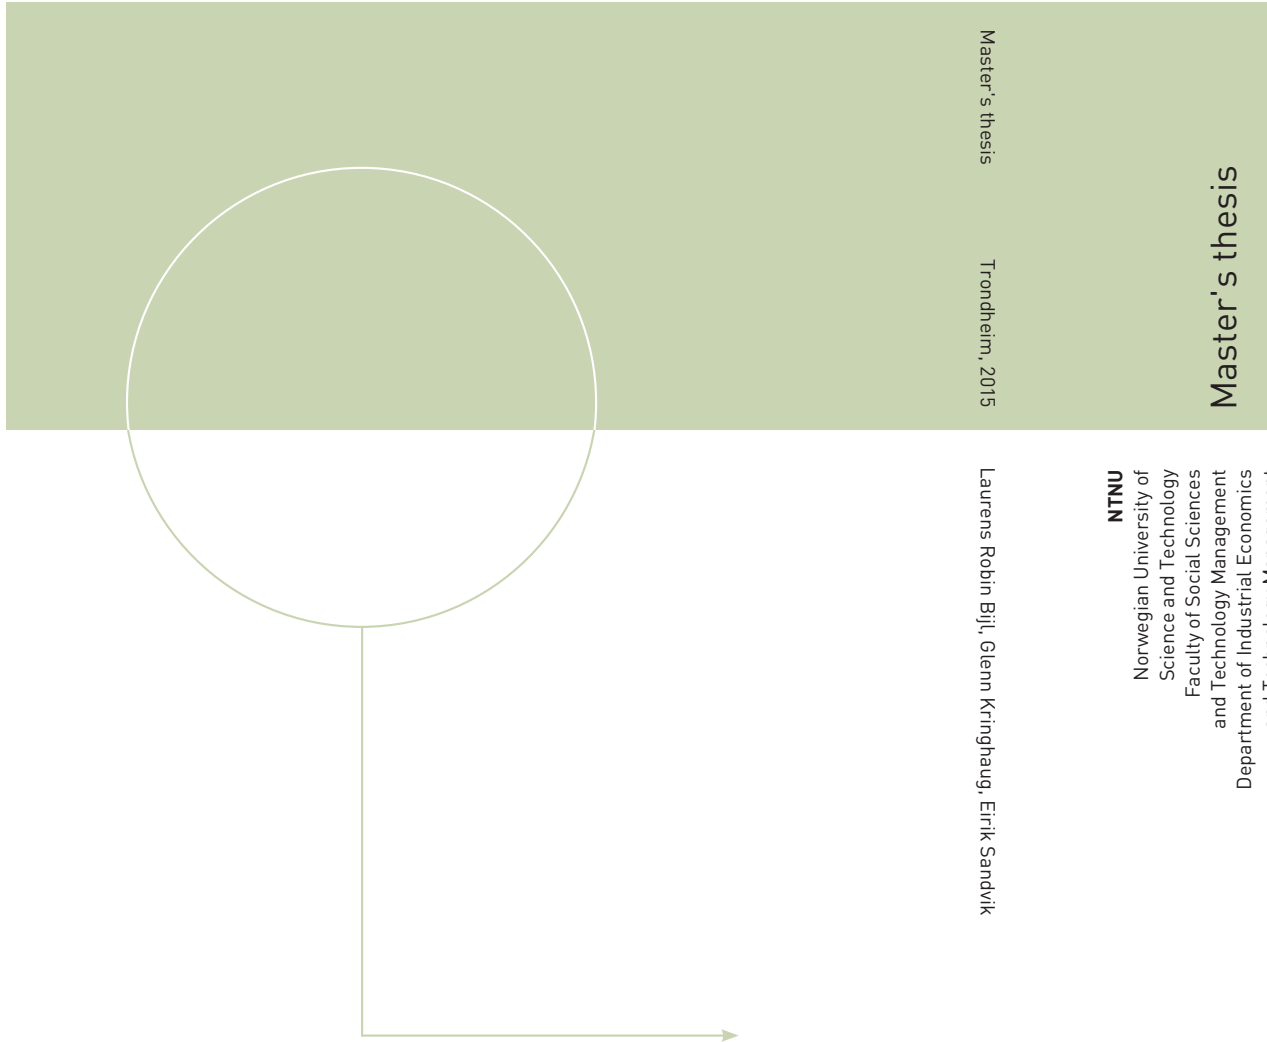 Master's thesis
Trondheim, 2015
Laurens Robin Bijl, Glenn Kringhaug, Eirik Sandvik
Master's thesis
NTNU
Norwegian University of
Science and Technology
Faculty of Social Sciences
and Technology Management
Department of Industrial Economics